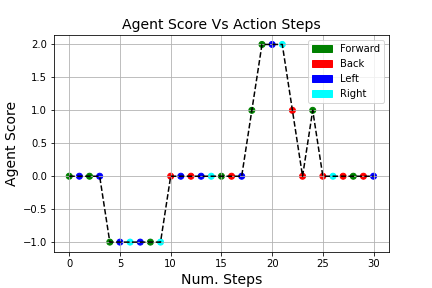 Agent Score Vs Action Steps
2.0
1.5
1.0
0.5
0.0
−0.5
−1.0
Agent Score
Forward
Back
Left
Right
0 5 10 15 20 25 30
Num. Steps